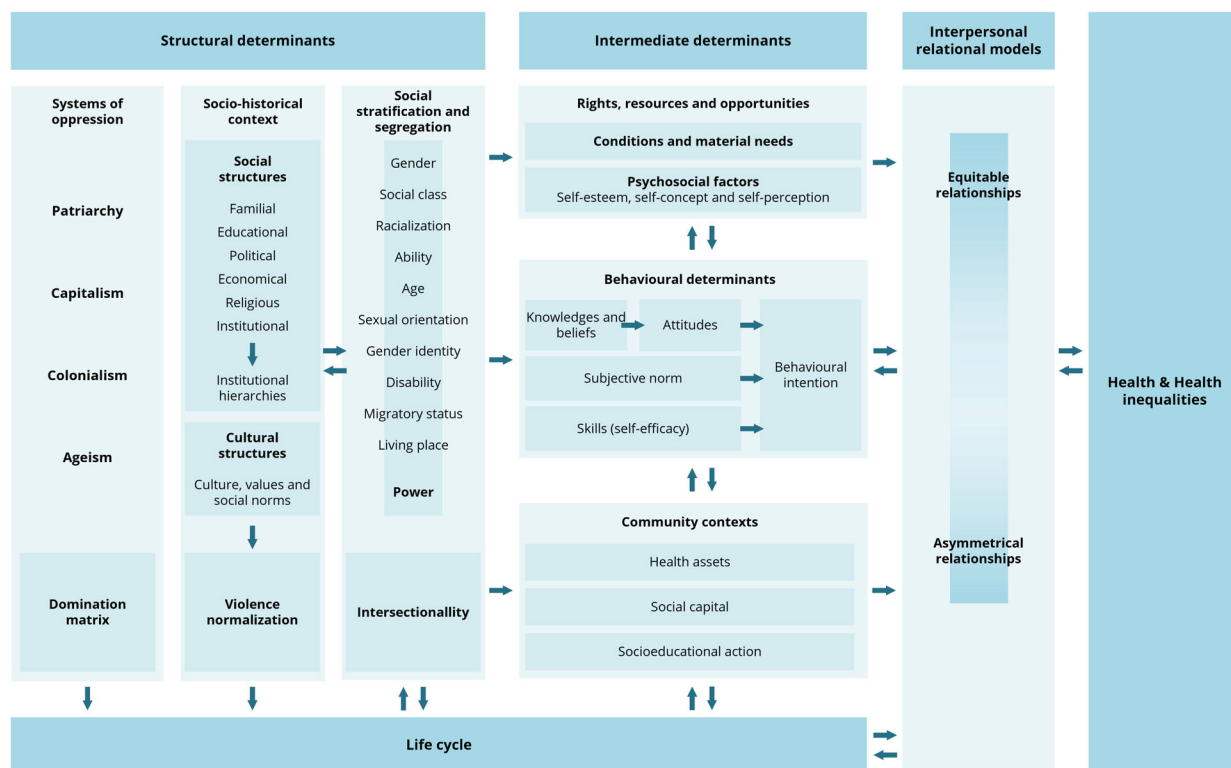 Structural determinants
Intermediate determinants
Interpersonal
relational models
Systems of
oppression
Patriarchy
Capitalism
Colonialism
Ageism
Domination
matrix
Socio-historical
context
Social
structures
Familial
Educational
Political
Economical
Religious
Institutional
Institutional
hierarchies
Cultural
structures
Culture, values and
social norms
Violence
normalization
Social
stratification and
segregation
Gender
Social class
Racialization
Ability
Age
Sexual orientation
Gender identity
Disability
Migratory status
Living place
Power
Intersectionallity
Rights, resources and opportunities
Conditions and material needs
Psychosocial factors
Self-esteem, self-concept and self-perception
Behavioural determinants
Knowledges and
beliefs
Attitudes
Subjective norm
Skills (self-efficacy)
Behavioural
intention
Community contexts
Health assets
Social capital
Socioeducational action
Equitable
relationships
Asymmetrical
relationships
Health & Health
inequalities
Life cycle